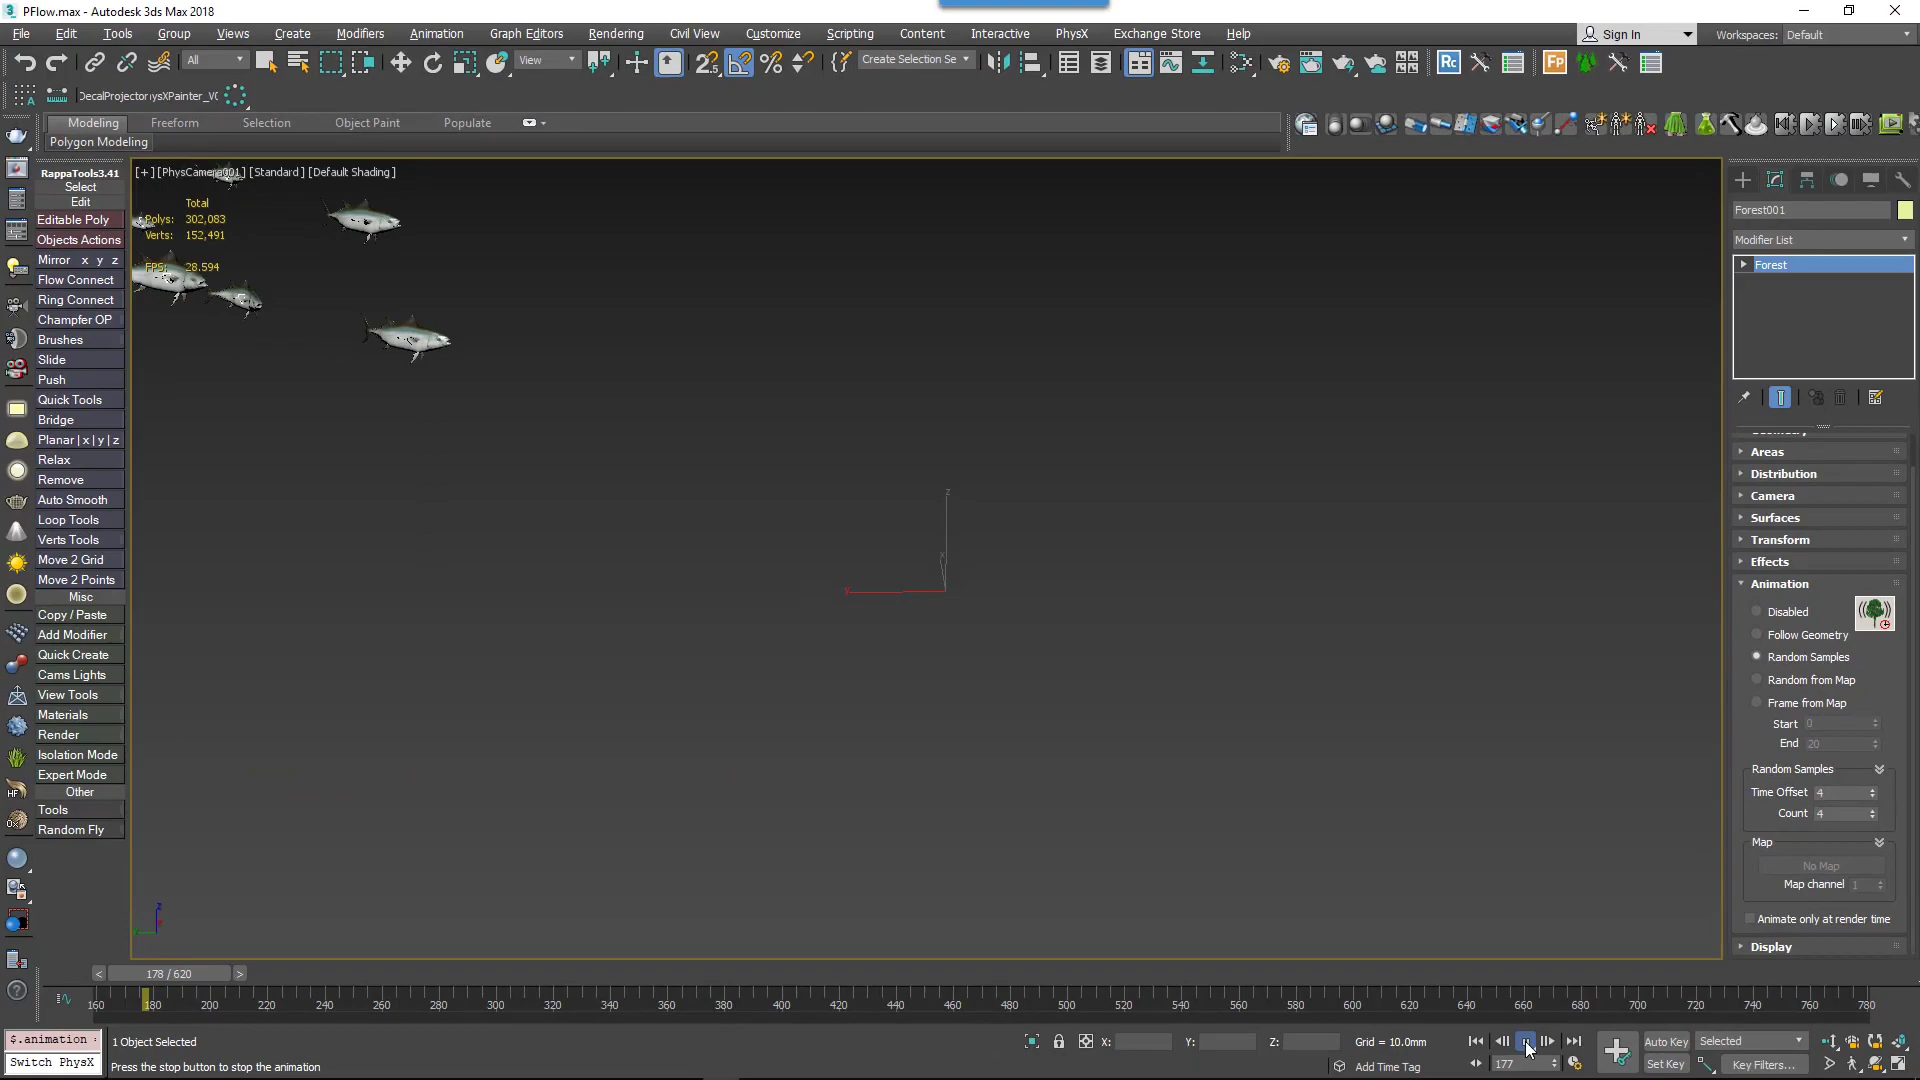 PFlow.max - Autodesk 3ds Max 2018
File Edit Tools Group Views Create Modifiers Animation Graph Editors Rendering Civil View Customize Scripting Content Interactive PhysX Exchange Store Help
Sign In
Workspaces: Default
All
View
Create Selection Se
Rc
Fp
DecalProjector
ysXPainter_V
Modeling Freeform Selection Object Paint Populate
Polygon Modeling
RappaTools3.41
Select
Edit
Editable Poly
Objects Actions
Mirror x y z
Flow Connect
Ring Connect
Champfer OP
Brushes
Slide
Push
Quick Tools
Bridge
Planar | x | y | z
Relax
Remove
Auto Smooth
Loop Tools
Verts Tools
Move 2 Grid
Move 2 Points
Misc
Copy / Paste
Add Modifier
Quick Create
Cams Lights
View Tools
Materials
Render
Isolation Mode
Expert Mode
Other
Tools
Random Fly
[+] [PhysCamera001] [Standard] [Default Shading]
Total
Polys: 302,083
Verts: 152,491
FPS: 28.594
z
x
y
z
Forest001
Modifier List
Forest
Areas
Distribution
Camera
Surfaces
Transform
Effects
Animation
Disabled
Follow Geometry
Random Samples
Random from Map
Frame from Map
Start 0
End 20
Random Samples
Time Offset 4
Count 4
Map
No Map
Map channel 1
Animate only at render time
Display
< 178 / 620 >
160 180 200 220 240 260 280 300 320 340 360 380 400 420 440 460 480 500 520 540 560 580 600 620 640 660 680 700 720 740 760 780
$.animation
Switch PhysX
1 Object Selected
Press the stop button to stop the animation
X: Y: Z: Grid = 10.0mm
Add Time Tag
177
Auto Key Selected
Set Key Key Filters...